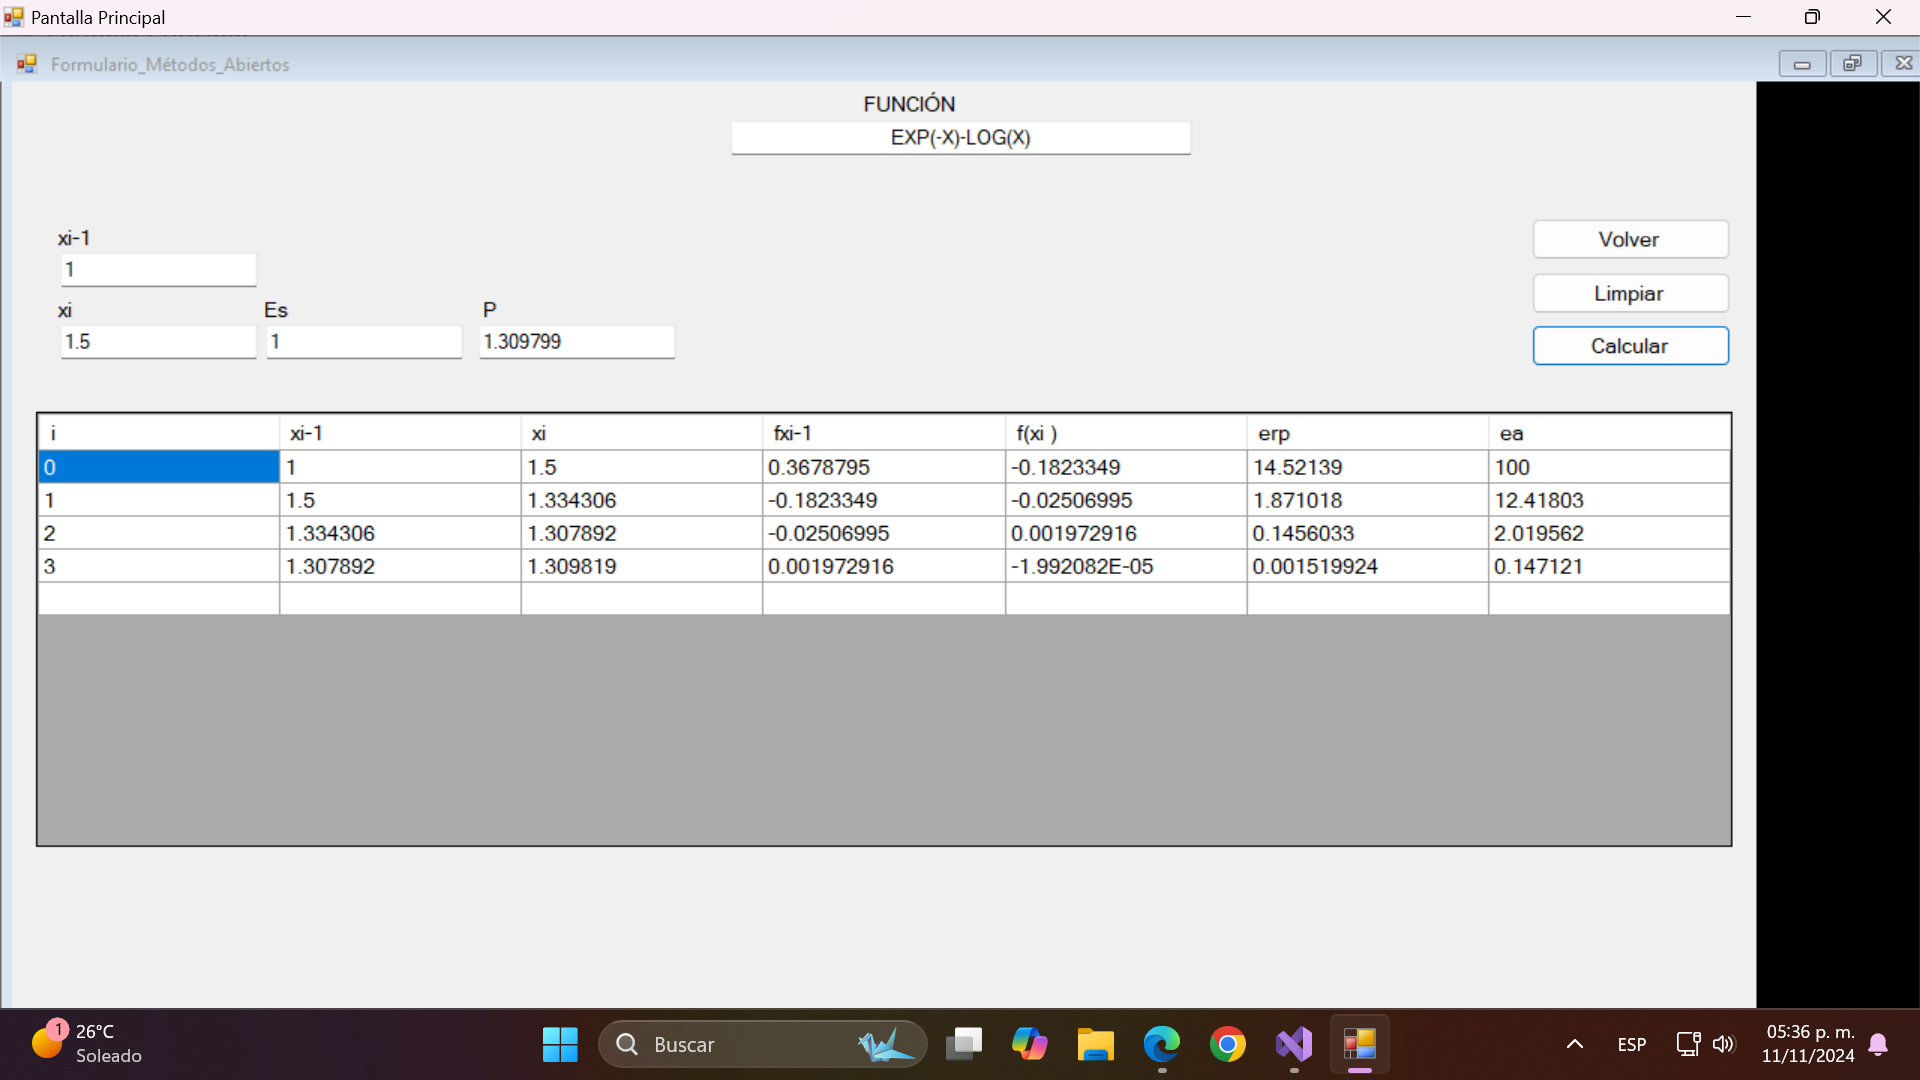 Pantalla Principal
Formulario_Métodos_Abiertos
FUNCIÓN
EXP(-X)-LOG(X)
xi-1
1
xi Es P
1.5 1 1.309799
Volver
Limpiar
Calcular
i xi-1 xi fxi-1 f(xi ) erp ea
0 1 1.5 0.3678795 -0.1823349 14.52139 100
1 1.5 1.334306 -0.1823349 -0.02506995 1.871018 12.41803
2 1.334306 1.307892 -0.02506995 0.001972916 0.1456033 2.019562
3 1.307892 1.309819 0.001972916 -1.992082E-05 0.001519924 0.147121
1
26°C
Soleado
Buscar
ESP
05:36 p. m.
11/11/2024